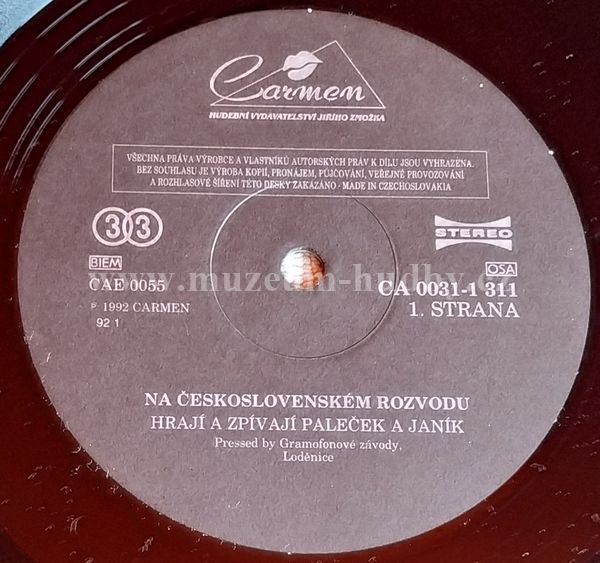 Carmen
HUDEBNÍ VYDAVATELSTVÍ JIŘÍHO ZMOŽKA
VŠECHNA PRÁVA VÝROBCE A VLASTNÍKŮ AUTORSKÝCH PRÁV K DÍLU JSOU VYHRAZENA.
BEZ SOUHLASU JE VÝROBA KOPIÍ, PRONÁJEM, PŮJČOVÁNÍ, VEŘEJNÉ PROVOZOVÁNÍ
A ROZHLASOVÉ ŠÍŘENÍ TÉTO DESKY ZAKÁZÁNO - MADE IN CZECHOSLOVAKIA
33
STEREO
BIEM
OSA
CAE 0055
CA 0031-1 311
℗ 1992 CARMEN
1. STRANA
92 1
www.muzeum-hudby.cz
NA ČESKOSLOVENSKÉM ROZVODU
HRAJÍ A ZPÍVAJÍ PALEČEK A JANÍK
Pressed by Gramofonové závody,
Loděnice